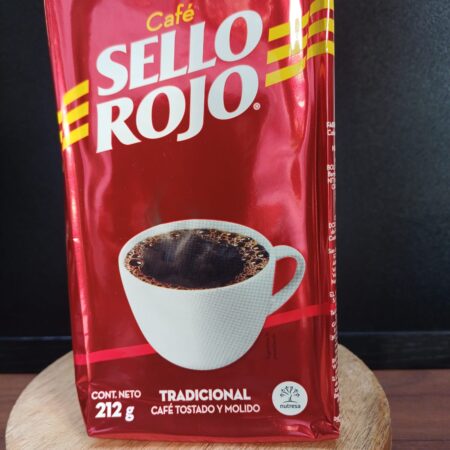 Café
SELLO
ROJO®
CONT. NETO
212 g
TRADICIONAL
CAFÉ TOSTADO Y MOLIDO
nutresa